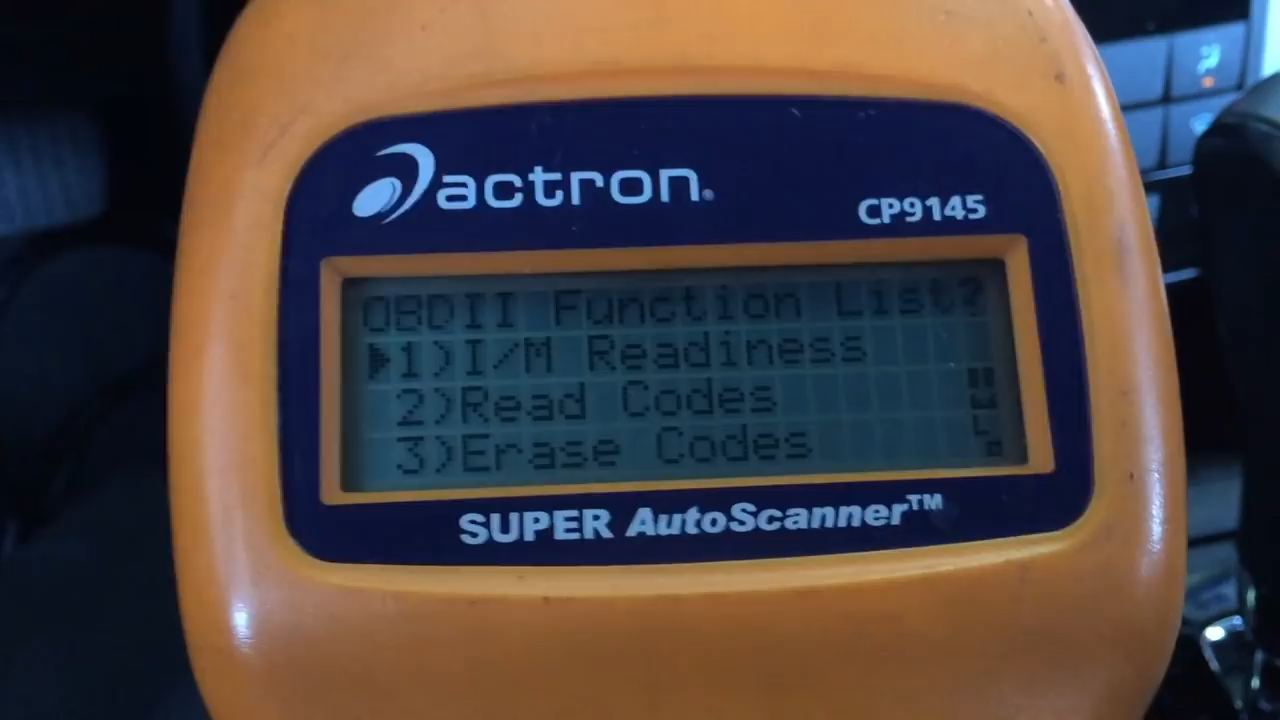 actron
CP9145
OBDII Function List?
1)I/M Readiness
2)Read Codes
3)Erase Codes
SUPER AutoScanner™